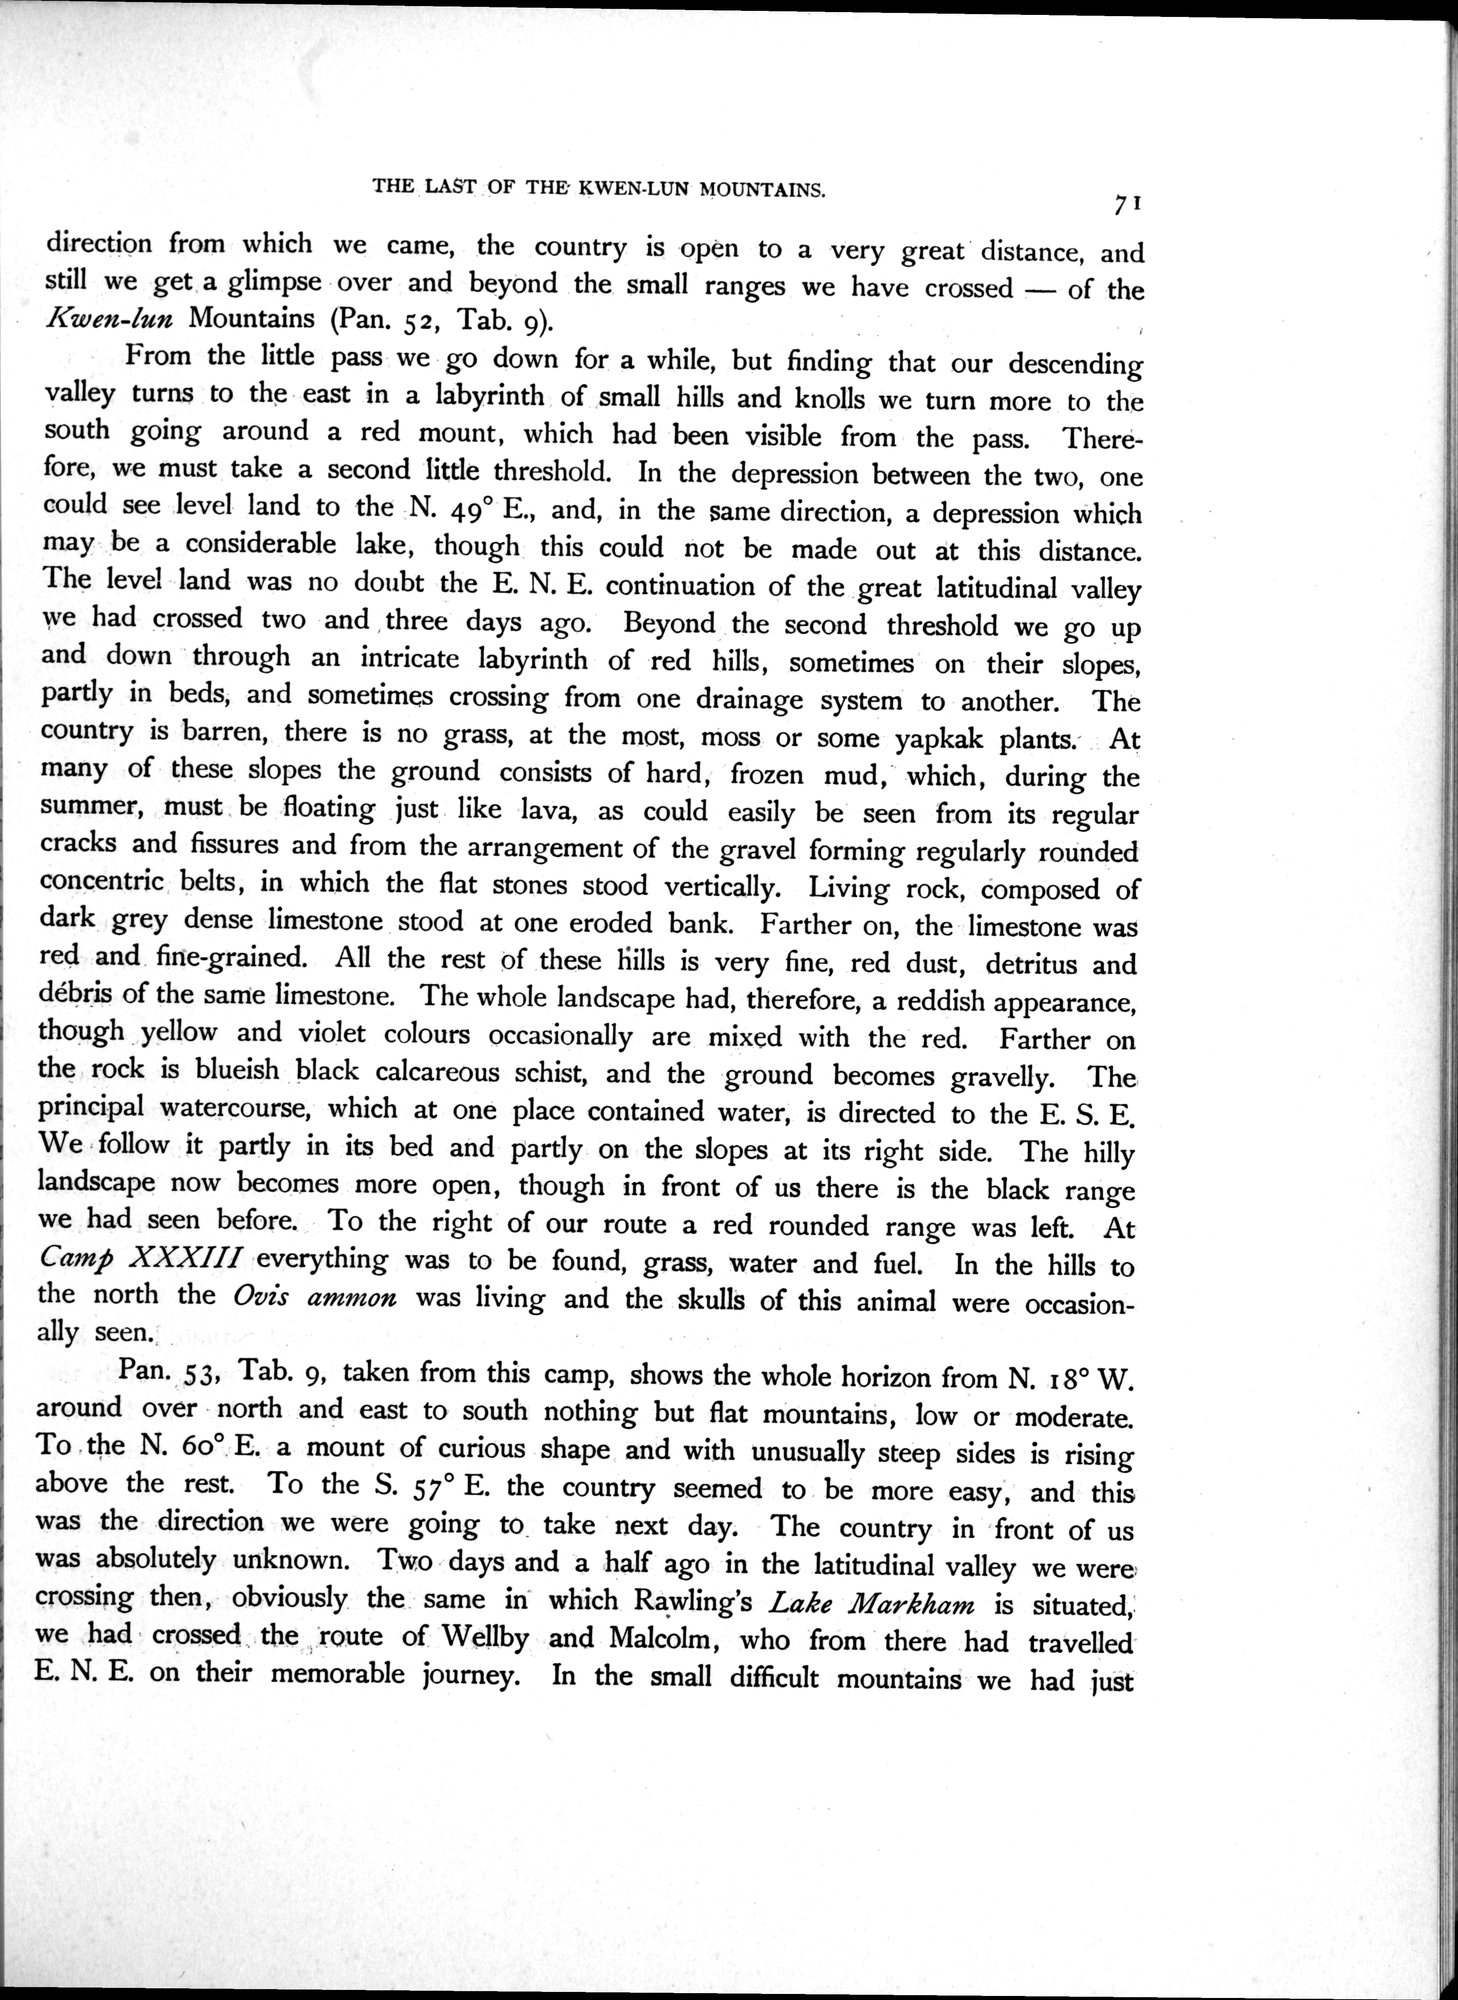 THE LAST OF THE KWEN-LUN MOUNTAINS.
71
direction from which we came, the country is open to a very great distance, and
still we get a glimpse over and beyond the small ranges we have crossed — of the
Kwen-lun Mountains (Pan. 52, Tab. 9).
From the little pass we go down for a while, but finding that our descending
valley turns to the east in a labyrinth of small hills and knolls we turn more to the
south going around a red mount, which had been visible from the pass. There-
fore, we must take a second little threshold. In the depression between the two, one
could see level land to the N. 49° E., and, in the same direction, a depression which
may be a considerable lake, though this could not be made out at this distance.
The level land was no doubt the E. N. E. continuation of the great latitudinal valley
we had crossed two and three days ago. Beyond the second threshold we go up
and down through an intricate labyrinth of red hills, sometimes on their slopes,
partly in beds, and sometimes crossing from one drainage system to another. The
country is barren, there is no grass, at the most, moss or some yapkak plants. At
many of these slopes the ground consists of hard, frozen mud, which, during the
summer, must be floating just like lava, as could easily be seen from its regular
cracks and fissures and from the arrangement of the gravel forming regularly rounded
concentric belts, in which the flat stones stood vertically. Living rock, composed of
dark grey dense limestone stood at one eroded bank. Farther on, the limestone was
red and fine-grained. All the rest of these hills is very fine, red dust, detritus and
débris of the same limestone. The whole landscape had, therefore, a reddish appearance,
though yellow and violet colours occasionally are mixed with the red. Farther on
the rock is blueish black calcareous schist, and the ground becomes gravelly. The
principal watercourse, which at one place contained water, is directed to the E. S. E.
We follow it partly in its bed and partly on the slopes at its right side. The hilly
landscape now becomes more open, though in front of us there is the black range
we had seen before. To the right of our route a red rounded range was left. At
Camp XXXIII everything was to be found, grass, water and fuel. In the hills to
the north the Ovis ammon was living and the skulls of this animal were occasion-
ally seen.
Pan. 53, Tab. 9, taken from this camp, shows the whole horizon from N. 18° W.
around over north and east to south nothing but flat mountains, low or moderate.
To the N. 60° E. a mount of curious shape and with unusually steep sides is rising
above the rest. To the S. 57° E. the country seemed to be more easy, and this
was the direction we were going to take next day. The country in front of us
was absolutely unknown. Two days and a half ago in the latitudinal valley we were
crossing then, obviously the same in which Rawling's Lake Markham is situated,
we had crossed the route of Wellby and Malcolm, who from there had travelled
E. N. E. on their memorable journey. In the small difficult mountains we had just